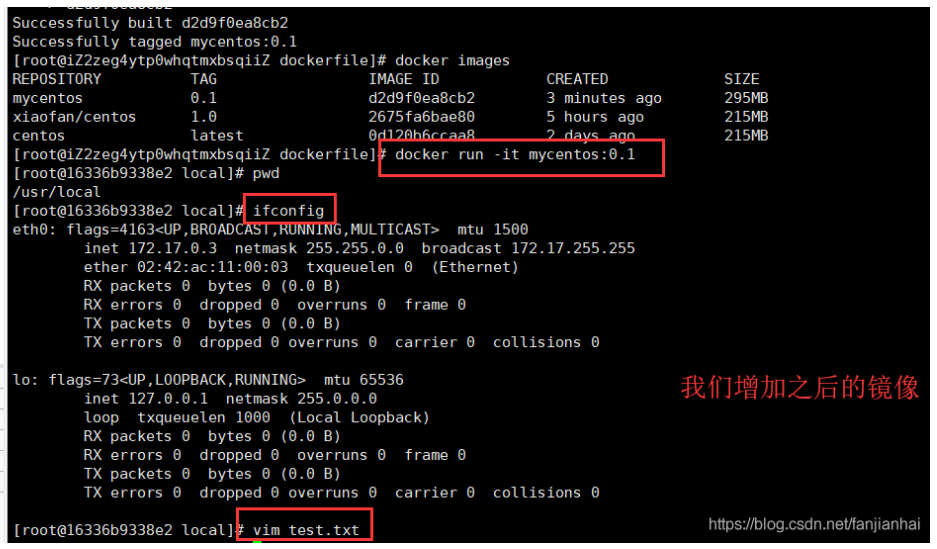 Successfully built d2d9f0ea8cb2
Successfully tagged mycentos:0.1
[root@iZ2zeg4ytp0whqtmxbsqiiZ dockerfile]# docker images
REPOSITORY TAG IMAGE ID CREATED SIZE
mycentos 0.1 d2d9f0ea8cb2 3 minutes ago 295MB
xiaofan/centos 1.0 2675fa6bae80 5 hours ago 215MB
centos latest 0d120b6ccaa8 2 days ago 215MB
[root@iZ2zeg4ytp0whqtmxbsqiiZ dockerfile]# docker run -it mycentos:0.1
[root@16336b9338e2 local]# pwd
/usr/local
[root@16336b9338e2 local]# ifconfig
eth0: flags=4163<UP,BROADCAST,RUNNING,MULTICAST> mtu 1500
inet 172.17.0.3 netmask 255.255.0.0 broadcast 172.17.255.255
ether 02:42:ac:11:00:03 txqueuelen 0 (Ethernet)
RX packets 0 bytes 0 (0.0 B)
RX errors 0 dropped 0 overruns 0 frame 0
TX packets 0 bytes 0 (0.0 B)
TX errors 0 dropped 0 overruns 0 carrier 0 collisions 0
lo: flags=73<UP,LOOPBACK,RUNNING> mtu 65536
我们增加之后的镜像
inet 127.0.0.1 netmask 255.0.0.0
loop txqueuelen 1000 (Local Loopback)
RX packets 0 bytes 0 (0.0 B)
RX errors 0 dropped 0 overruns 0 frame 0
TX packets 0 bytes 0 (0.0 B)
TX errors 0 dropped 0 overruns 0 carrier 0 collisions 0
[root@16336b9338e2 local]# vim test.txt
https://blog.csdn.net/fanjianhai